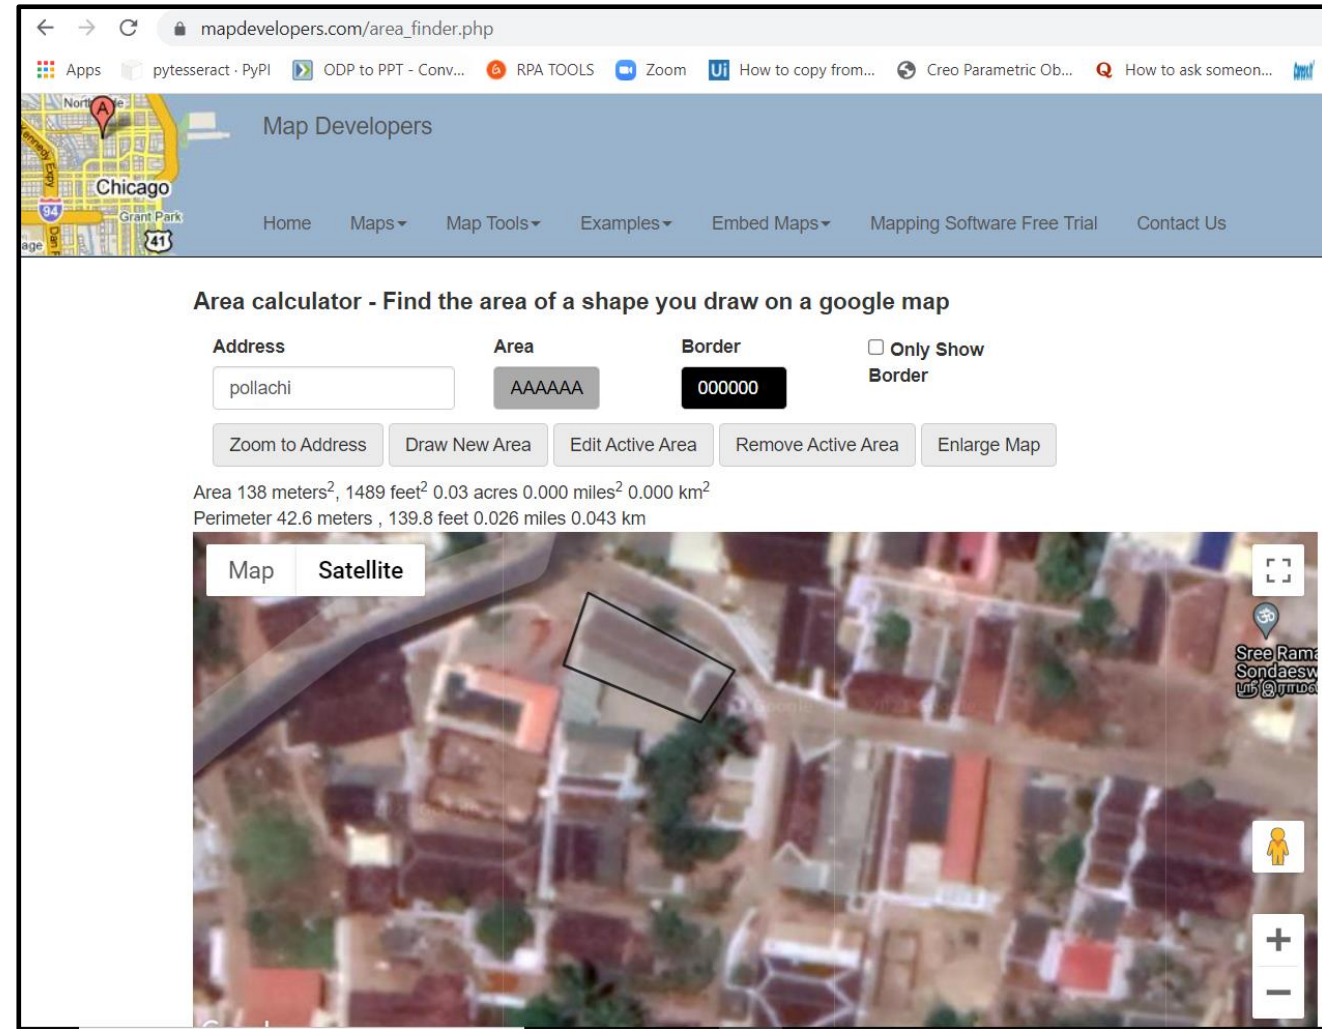 mapdevelopers.com/area_finder.php
Apps pytesseract · PyPI ODP to PPT - Conv... RPA TOOLS Zoom Ui How to copy from... Creo Parametric Ob... Q How to ask someon...
A
Chicago
94 Grant Park
41
Map Developers
Home Maps Map Tools Examples Embed Maps Mapping Software Free Trial Contact Us
Area calculator - Find the area of a shape you draw on a google map
Address Area Border Only Show Border
pollachi AAAAAA 000000
Zoom to Address Draw New Area Edit Active Area Remove Active Area Enlarge Map
Area 138 meters², 1489 feet² 0.03 acres 0.000 miles² 0.000 km²
Perimeter 42.6 meters , 139.8 feet 0.026 miles 0.043 km
Map Satellite
Sree Rama
Sondaesw